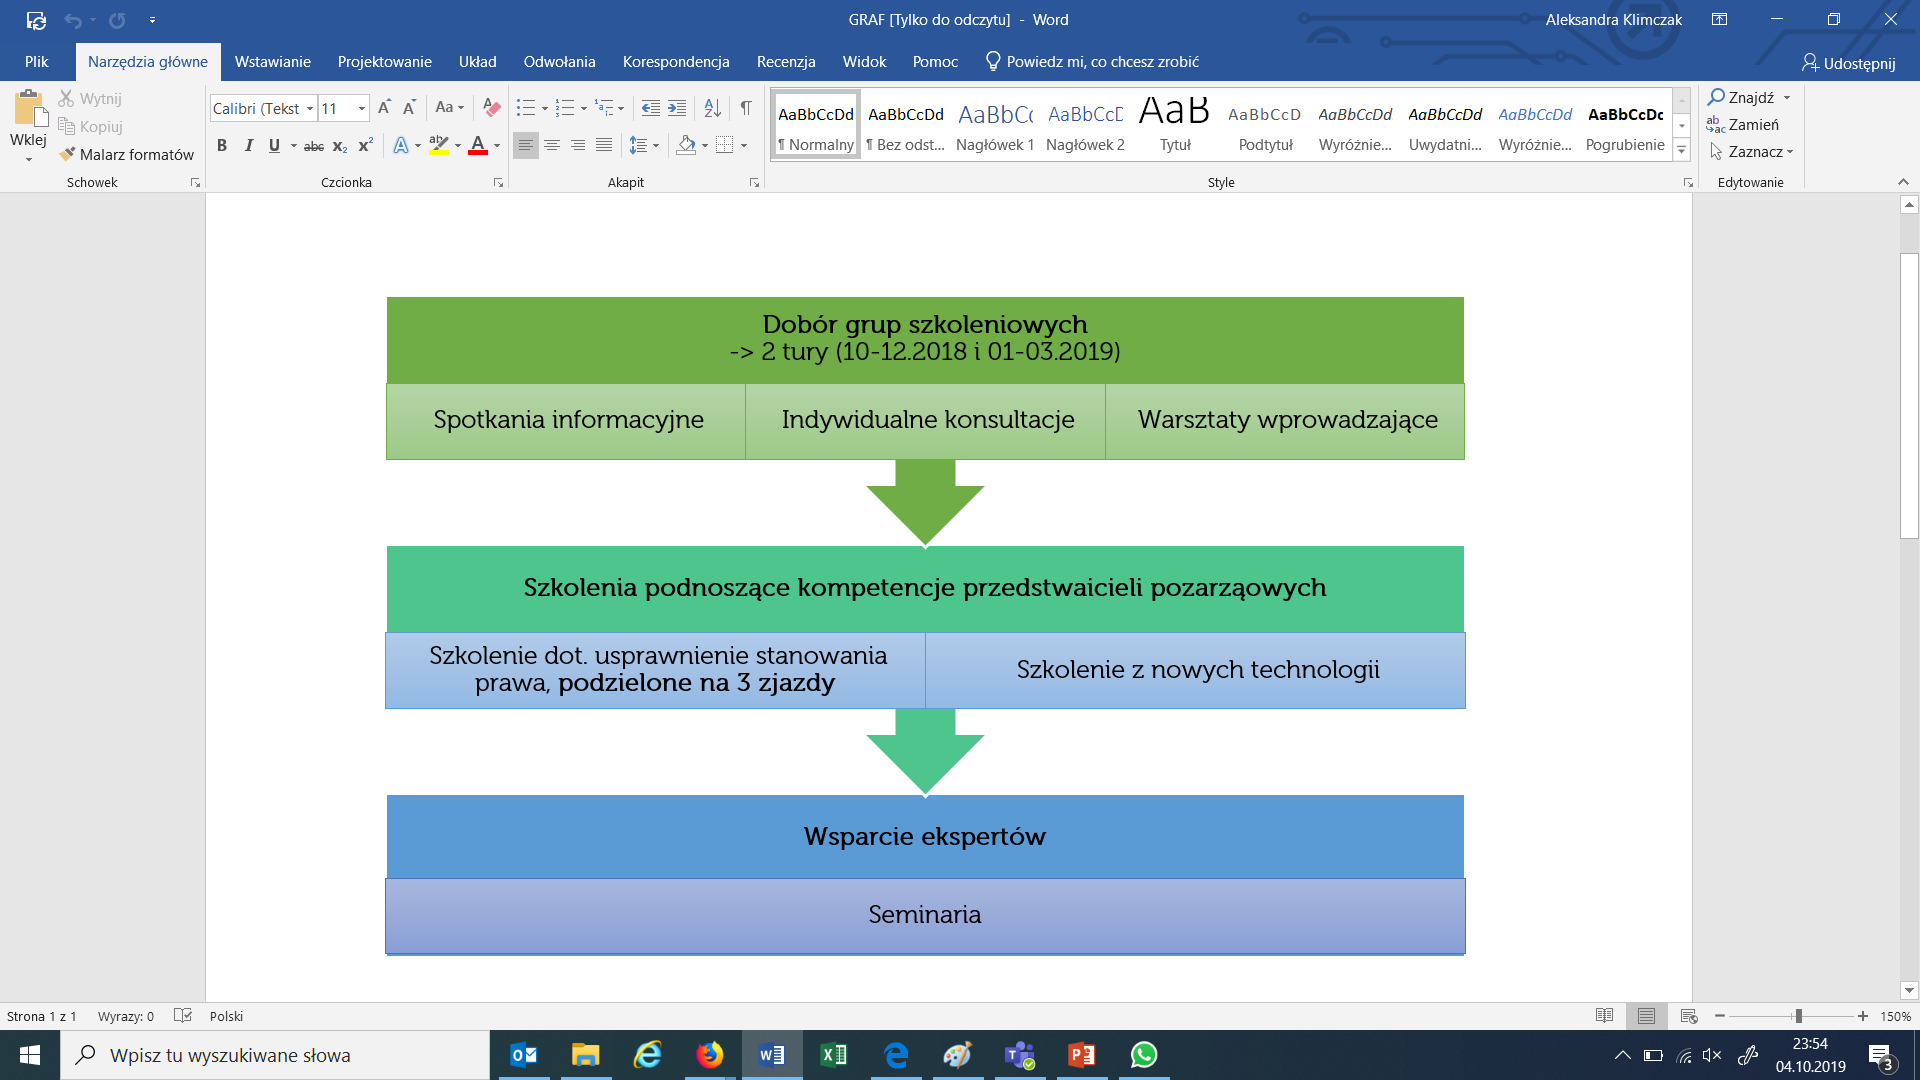 GRAF [Tylko do odczytu] - Word
Aleksandra Klimczak
Plik
Narzędzia główne
Wstawianie
Projektowanie
Układ
Odwołania
Korespondencja
Recenzja
Widok
Pomoc
Powiedz mi, co chcesz zrobić
Udostępnij
Wklej
Wytnij
Kopiuj
Malarz formatów
Schowek
Calibri (Tekst
11
Aa
B I U abc x₂ x²
Czcionka
Akapit
AaBbCcDd AaBbCcDd AaBbCc AaBbCcD AaB AaBbCcD AaBbCcDd AaBbCcDd AaBbCcDd AaBbCcDc
¶ Normalny ¶ Bez odst... Nagłówek 1 Nagłówek 2 Tytuł Podtytuł Wyróżnie... Uwydatni... Wyróżnie... Pogrubienie
Style
Znajdź
Zamień
Zaznacz
Edytowanie
Dobór grup szkoleniowych
-> 2 tury (10-12.2018 i 01-03.2019)
Spotkania informacyjne
Indywidualne konsultacje
Warsztaty wprowadzające
Szkolenia podnoszące kompetencje przedstwaicieli pozarząowych
Szkolenie dot. usprawnienie stanowania
prawa, podzielone na 3 zjazdy
Szkolenie z nowych technologii
Wsparcie ekspertów
Seminaria
Strona 1 z 1
Wyrazy: 0
Polski
150%
Wpisz tu wyszukiwane słowa
23:54
04.10.2019
3